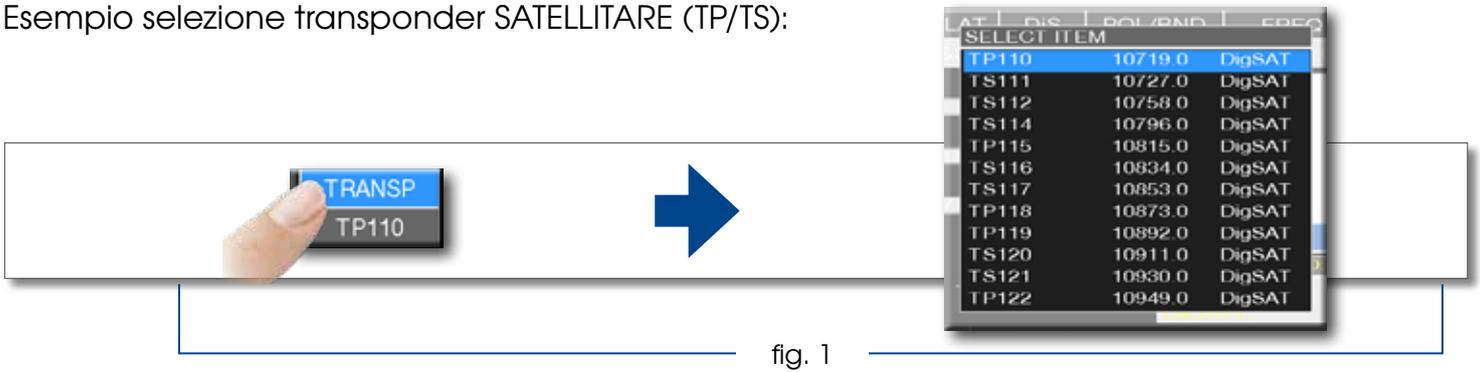 Esempio selezione transponder SATELLITARE (TP/TS):
SELECT ITEM
TP110 10719.0 DigSAT
TS111 10727.0 DigSAT
TS112 10758.0 DigSAT
TS114 10796.0 DigSAT
TP115 10815.0 DigSAT
TS116 10834.0 DigSAT
TS117 10853.0 DigSAT
TP118 10873.0 DigSAT
TP119 10892.0 DigSAT
TS120 10911.0 DigSAT
TS121 10930.0 DigSAT
TP122 10949.0 DigSAT
TRANSP
TP110
fig. 1